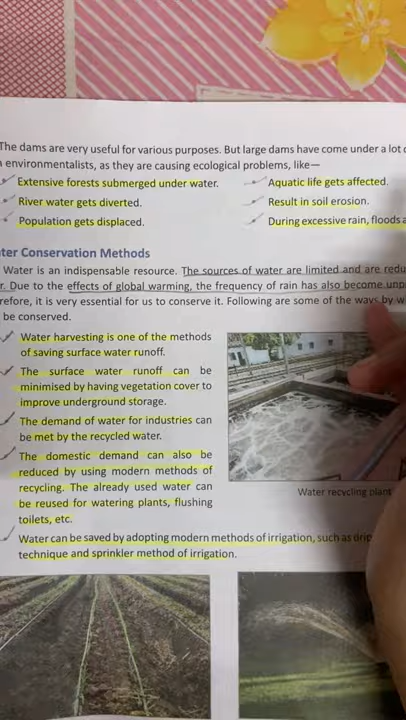 The dams are very useful for various purposes. But large dams have come under a lot
environmentalists, as they are causing ecological problems, like—
Extensive forests submerged under water.
Aquatic life gets affected.
River water gets diverted.
Result in soil erosion.
Population gets displaced.
During excessive rain, floods a
ter Conservation Methods
Water is an indispensable resource. The sources of water are limited and are redu
r. Due to the effects of global warming, the frequency of rain has also become unp
refore, it is very essential for us to conserve it. Following are some of the ways by w
be conserved.
Water harvesting is one of the methods
of saving surface water runoff.
The surface water runoff can be
minimised by having vegetation cover to
improve underground storage.
The demand of water for industries can
be met by the recycled water.
The domestic demand can also be
reduced by using modern methods of
recycling. The already used water can
be reused for watering plants, flushing
toilets, etc.
Water recycling plant
Water can be saved by adopting modern methods of irrigation, such as drip
technique and sprinkler method of irrigation.